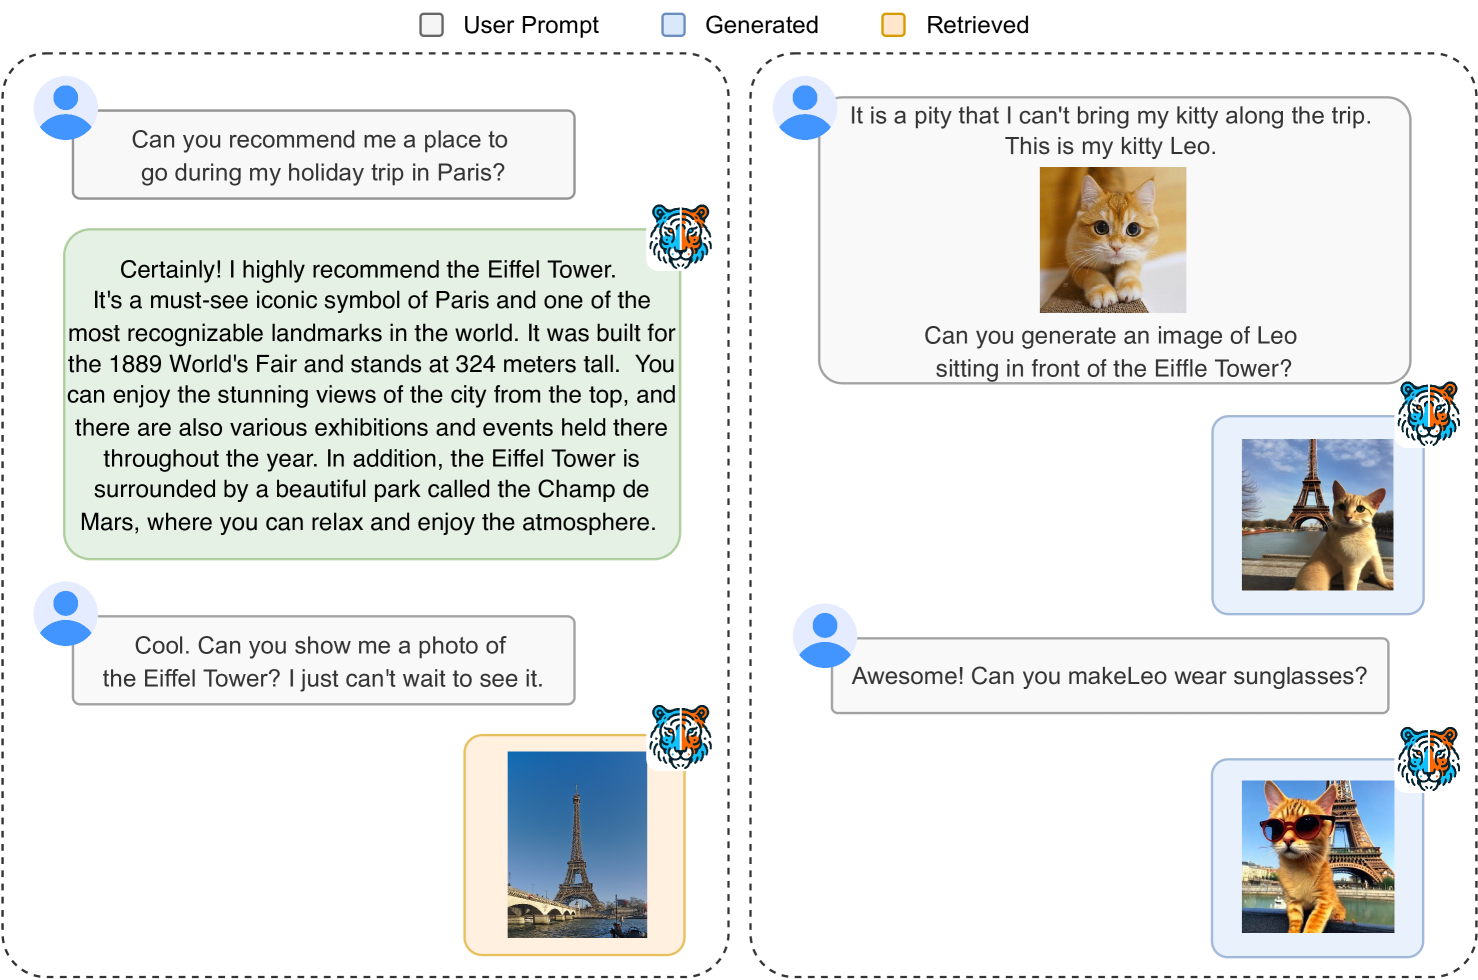 User Prompt
Generated
Retrieved
Can you recommend me a place to
go during my holiday trip in Paris?
Certainly! I highly recommend the Eiffel Tower.
It's a must-see iconic symbol of Paris and one of the
most recognizable landmarks in the world. It was built for
the 1889 World's Fair and stands at 324 meters tall.  You
can enjoy the stunning views of the city from the top, and
there are also various exhibitions and events held there
throughout the year. In addition, the Eiffel Tower is
surrounded by a beautiful park called the Champ de
Mars, where you can relax and enjoy the atmosphere.
Cool. Can you show me a photo of
the Eiffel Tower? I just can't wait to see it.
It is a pity that I can't bring my kitty along the trip.
This is my kitty Leo.
Can you generate an image of Leo
sitting in front of the Eiffle Tower?
Awesome! Can you makeLeo wear sunglasses?